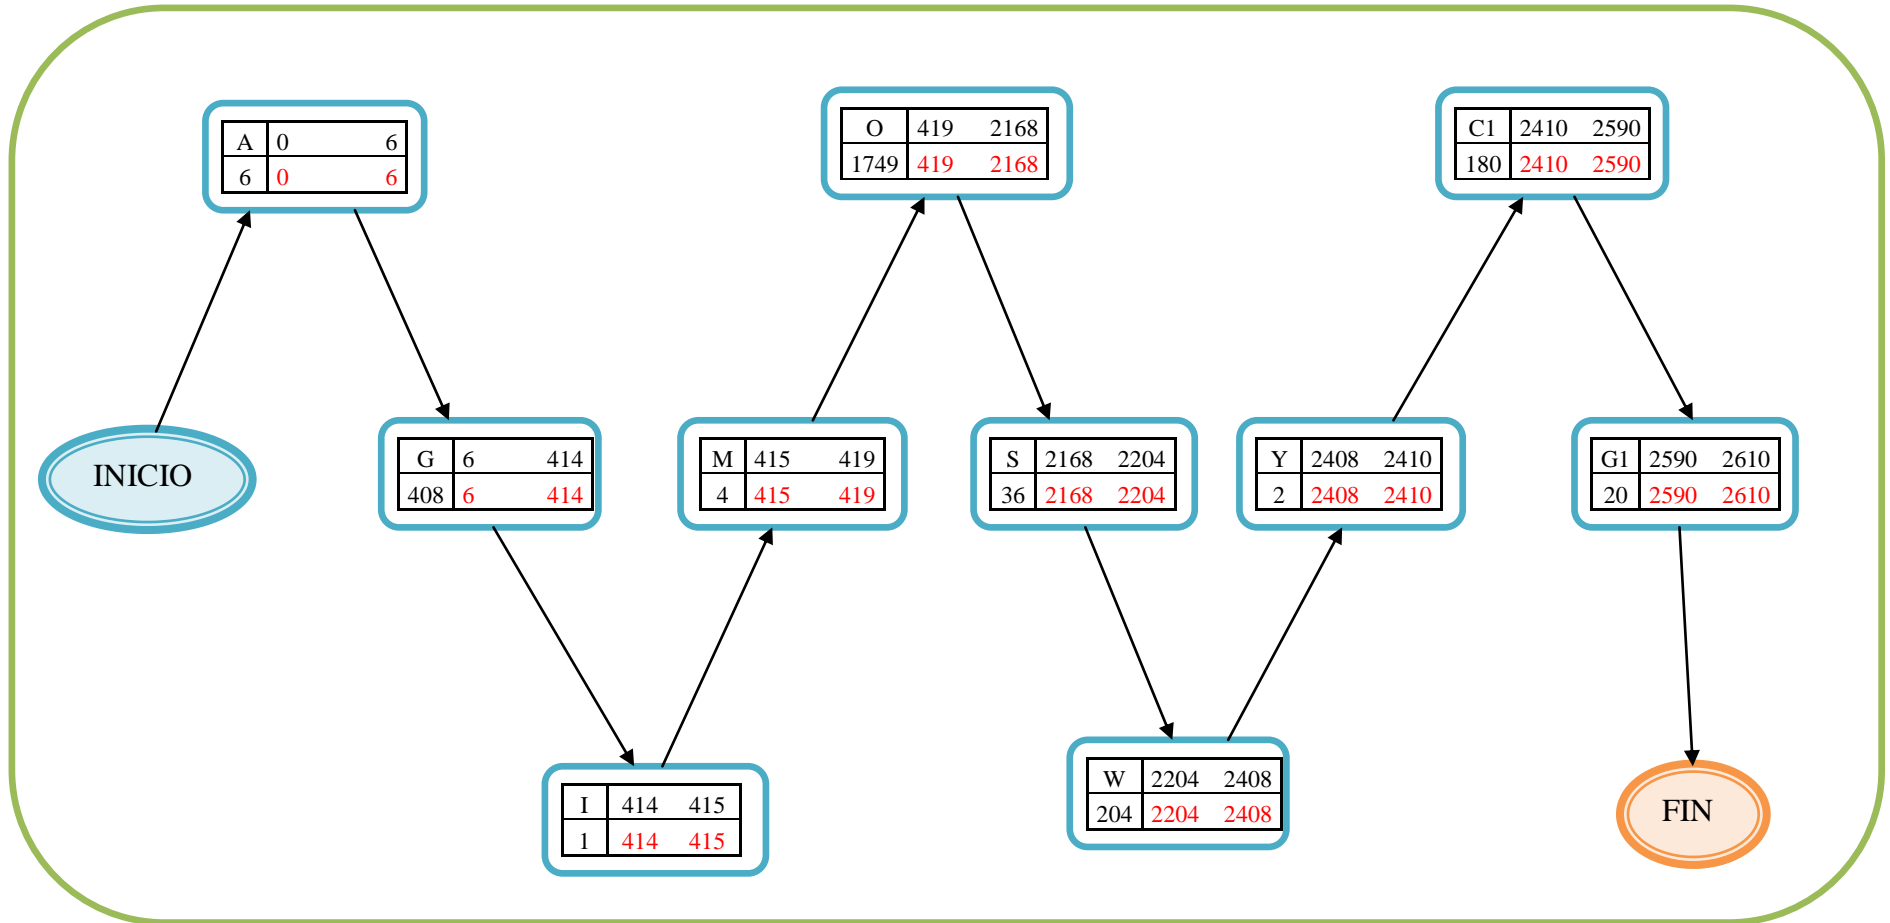 INICIO
A 0 6
6 0 6
G 6 414
408 6 414
I 414 415
1 414 415
M 415 419
4 415 419
O 419 2168
1749 419 2168
S 2168 2204
36 2168 2204
W 2204 2408
204 2204 2408
Y 2408 2410
2 2408 2410
C1 2410 2590
180 2410 2590
G1 2590 2610
20 2590 2610
FIN